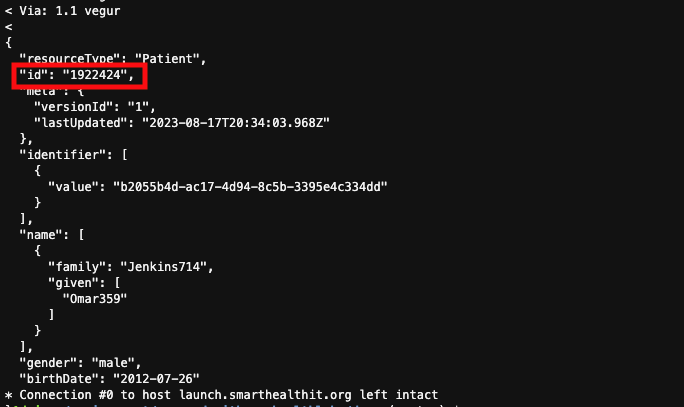 < Via: 1.1 vegur
<
{
"resourceType": "Patient",
"id": "1922424",
"meta": {
"versionId": "1",
"lastUpdated": "2023-08-17T20:34:03.968Z"
},
"identifier": [
{
"value": "b2055b4d-ac17-4d94-8c5b-3395e4c334dd"
}
],
"name": [
{
"family": "Jenkins714",
"given": [
"Omar359"
]
}
],
"gender": "male",
"birthDate": "2012-07-26"
* Connection #0 to host launch.smarthealthit.org left intact